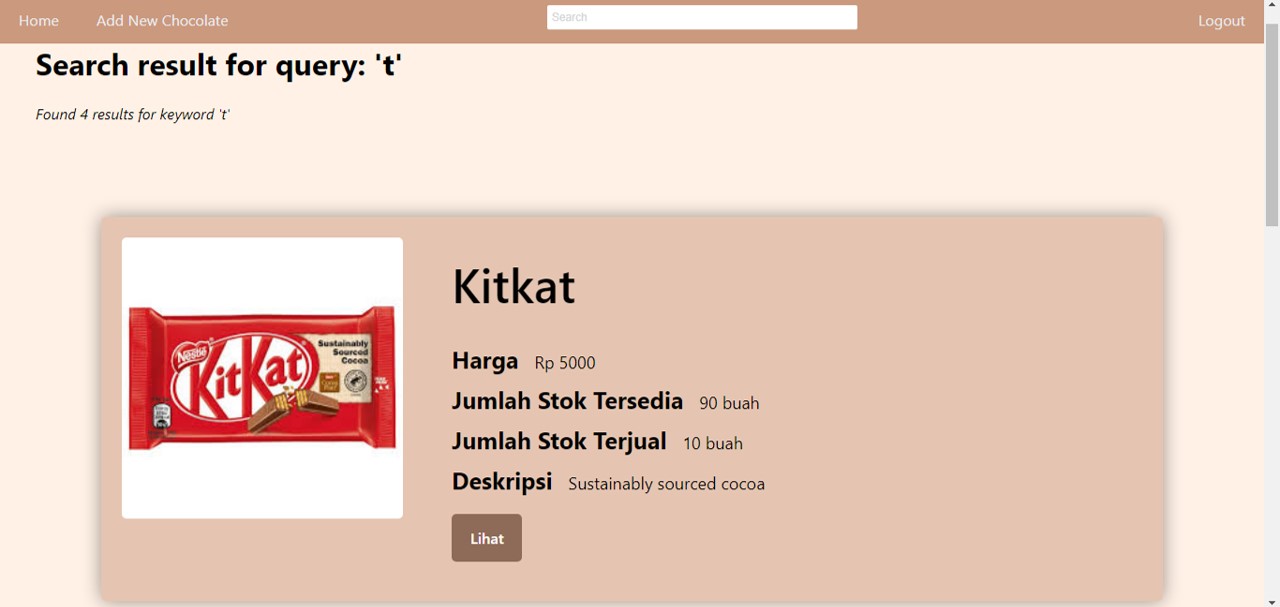 Home Add New Chocolate Search Logout
Search result for query: 't'
Found 4 results for keyword 't'
Kitkat
Harga Rp 5000
Jumlah Stok Tersedia 90 buah
Jumlah Stok Terjual 10 buah
Deskripsi Sustainably sourced cocoa
Lihat
Nestlé
KitKat
Sustainably
Sourced
Cocoa